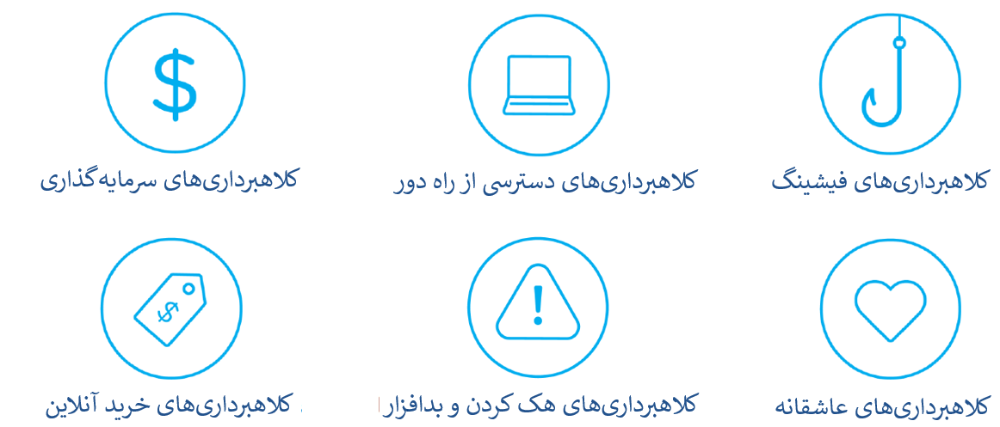 کلاهبرداری‌های فیشینگ
کلاهبرداری‌های دسترسی از راه دور
کلاهبرداری‌های سرمایه‌گذاری
کلاهبرداری‌های عاشقانه
کلاهبرداری‌های هک کردن و بدافزار
کلاهبرداری‌های خرید آنلاین